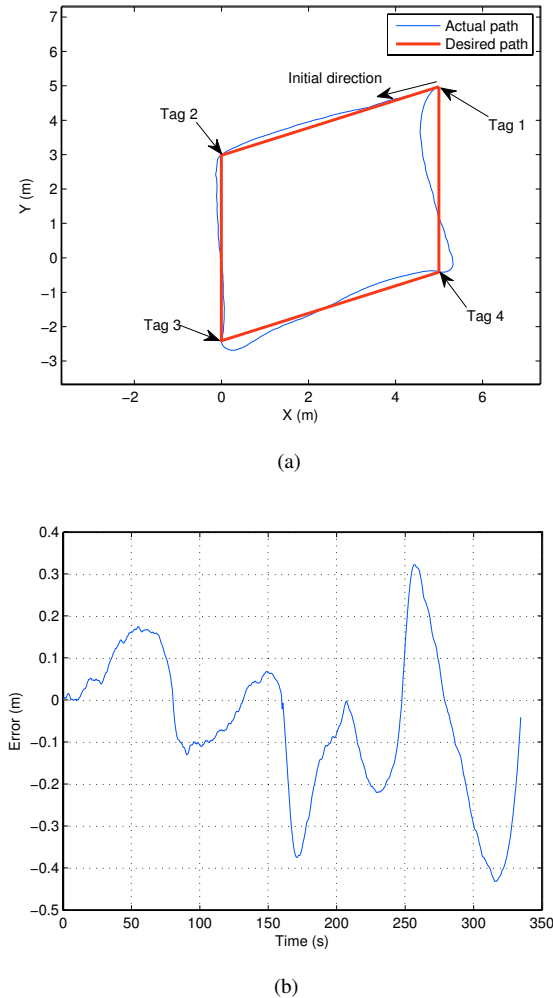 7
6
5
4
3
2
1
0
−1
−2
−3
Y (m)
Actual path
Desired path
Initial direction
Tag 2
Tag 1
Tag 3
Tag 4
−2
0
2
4
6
X (m)
(a)
0.4
0.3
0.2
0.1
0
−0.1
−0.2
−0.3
−0.4
−0.5
Error (m)
0
50
100
150
200
250
300
350
Time (s)
(b)